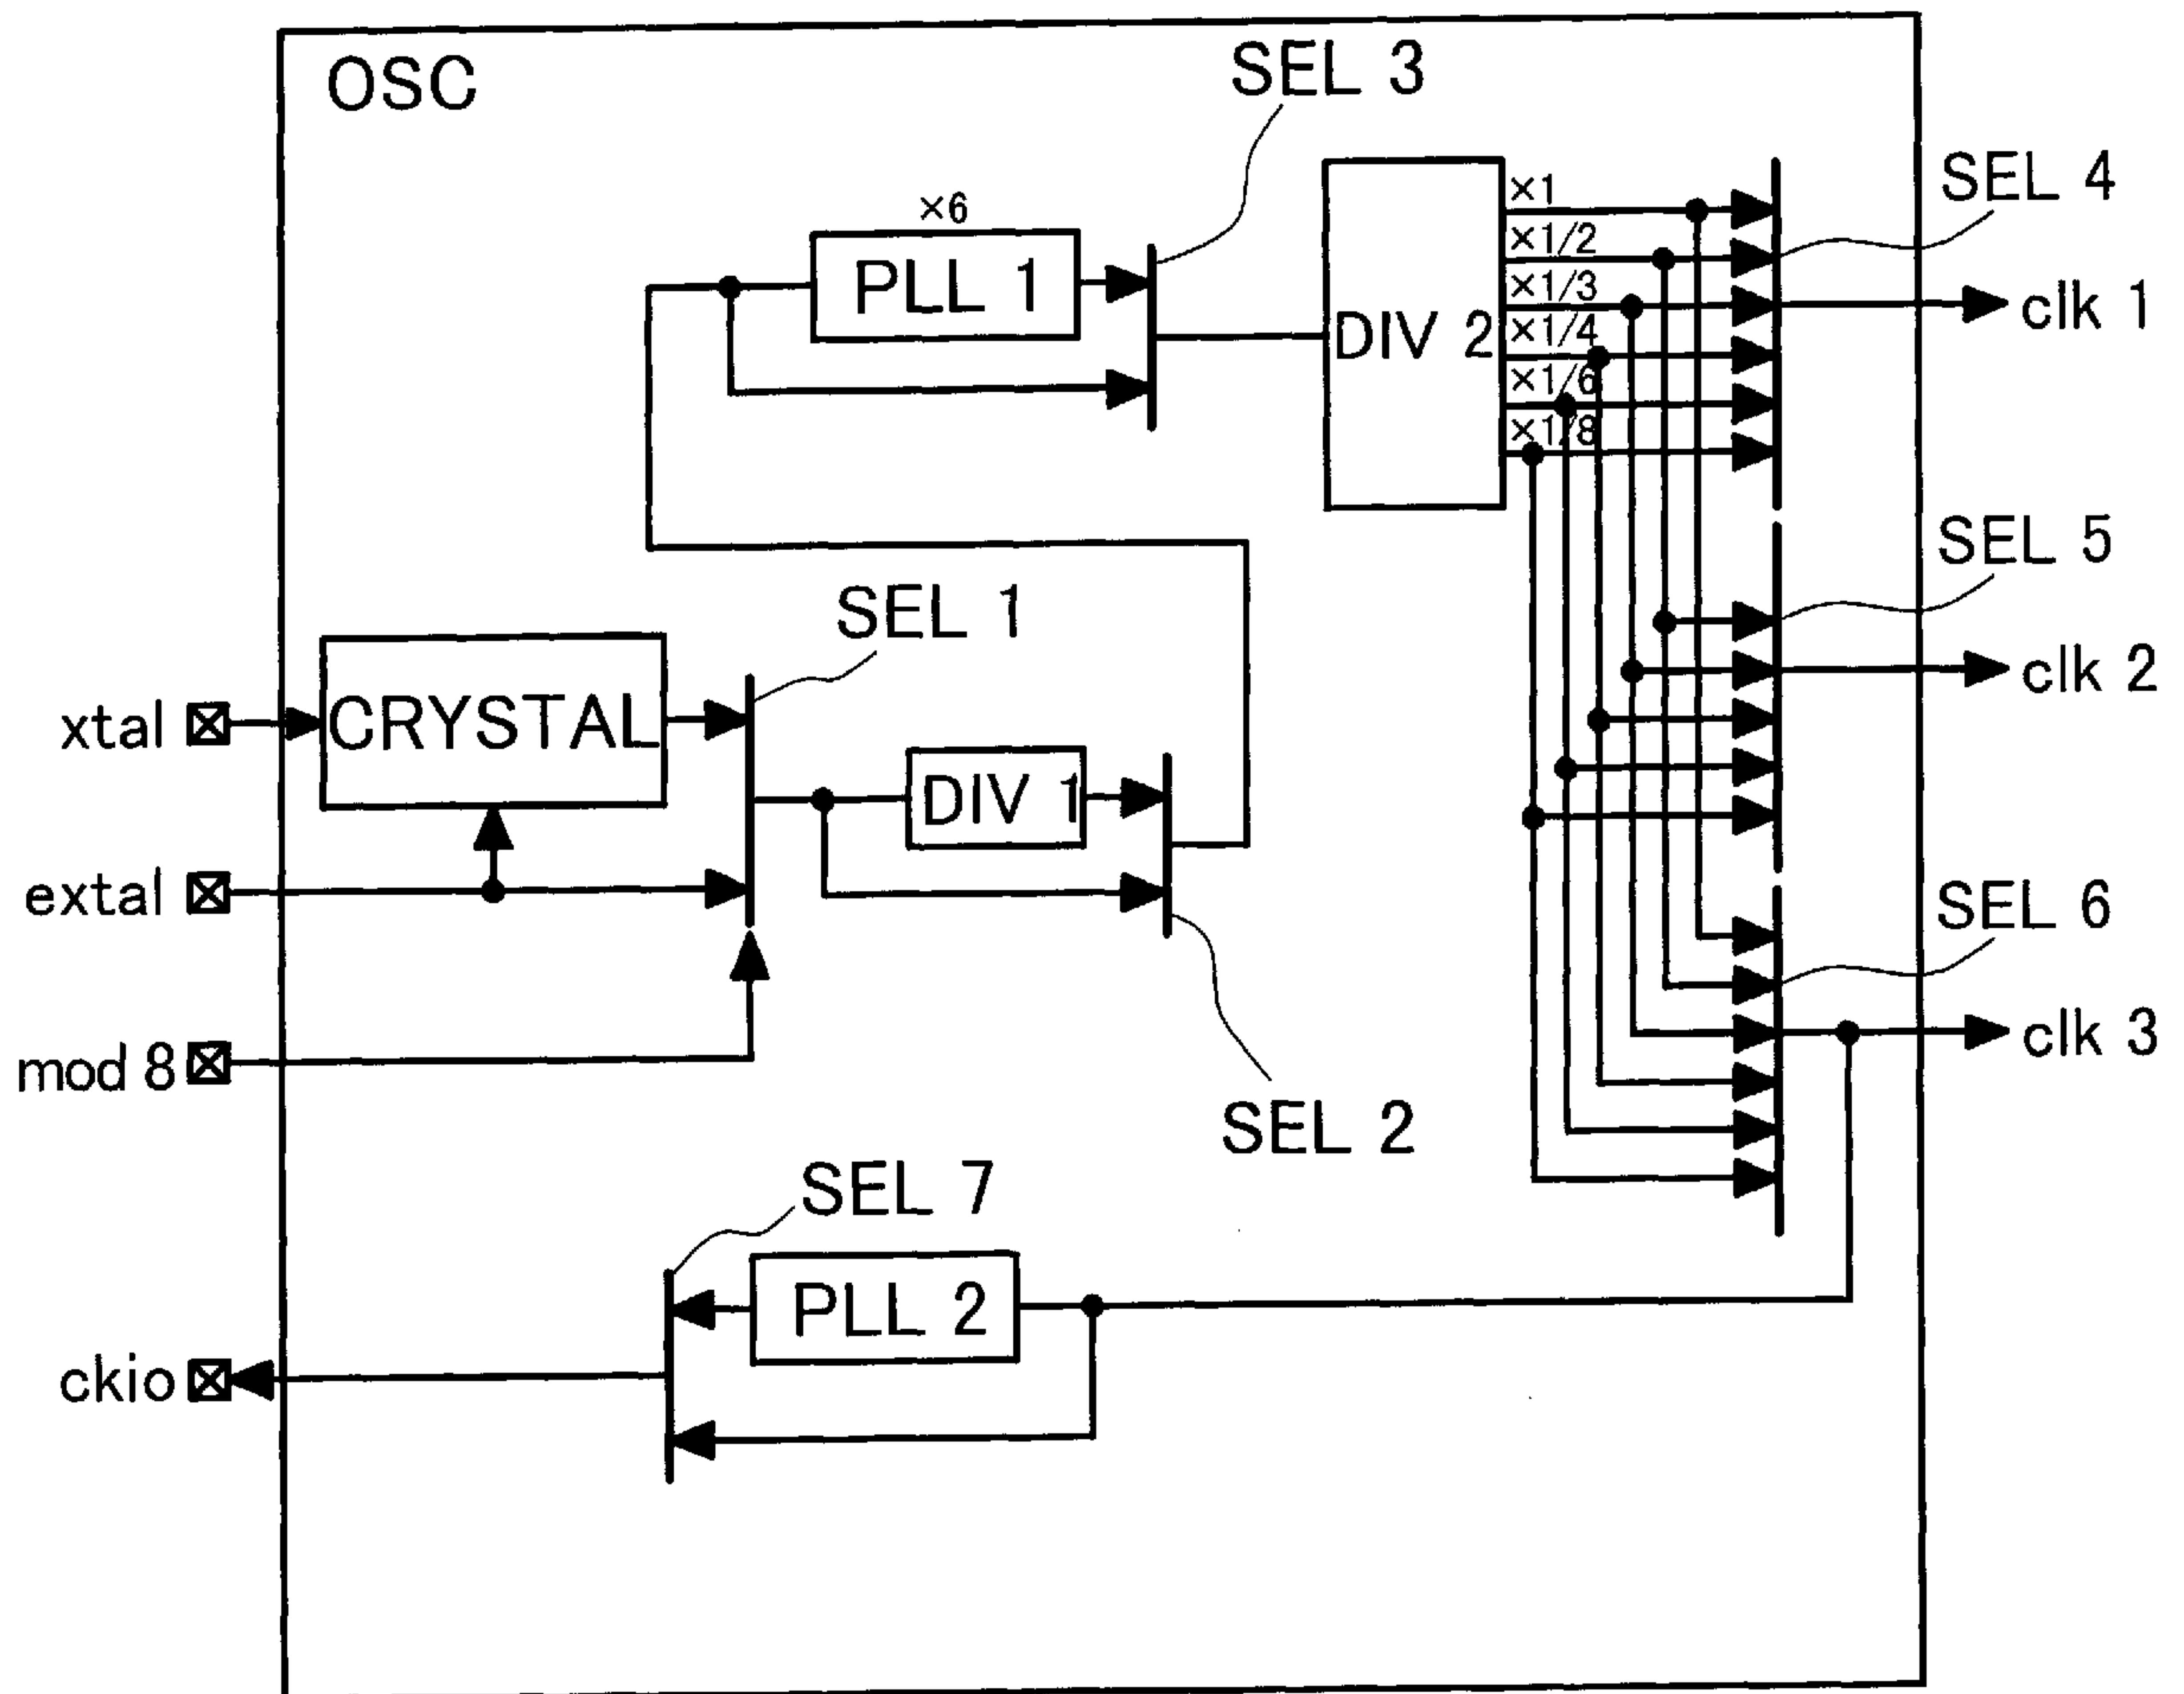 OSC
SEL 3
SEL 4
×6
PLL 1
DIV 2
×1
×1/2
×1/3
×1/4
×1/6
×1/8
clk 1
SEL 5
clk 2
SEL 1
xtal
CRYSTAL
DIV 1
extal
SEL 6
mod 8
clk 3
SEL 2
SEL 7
PLL 2
ckio